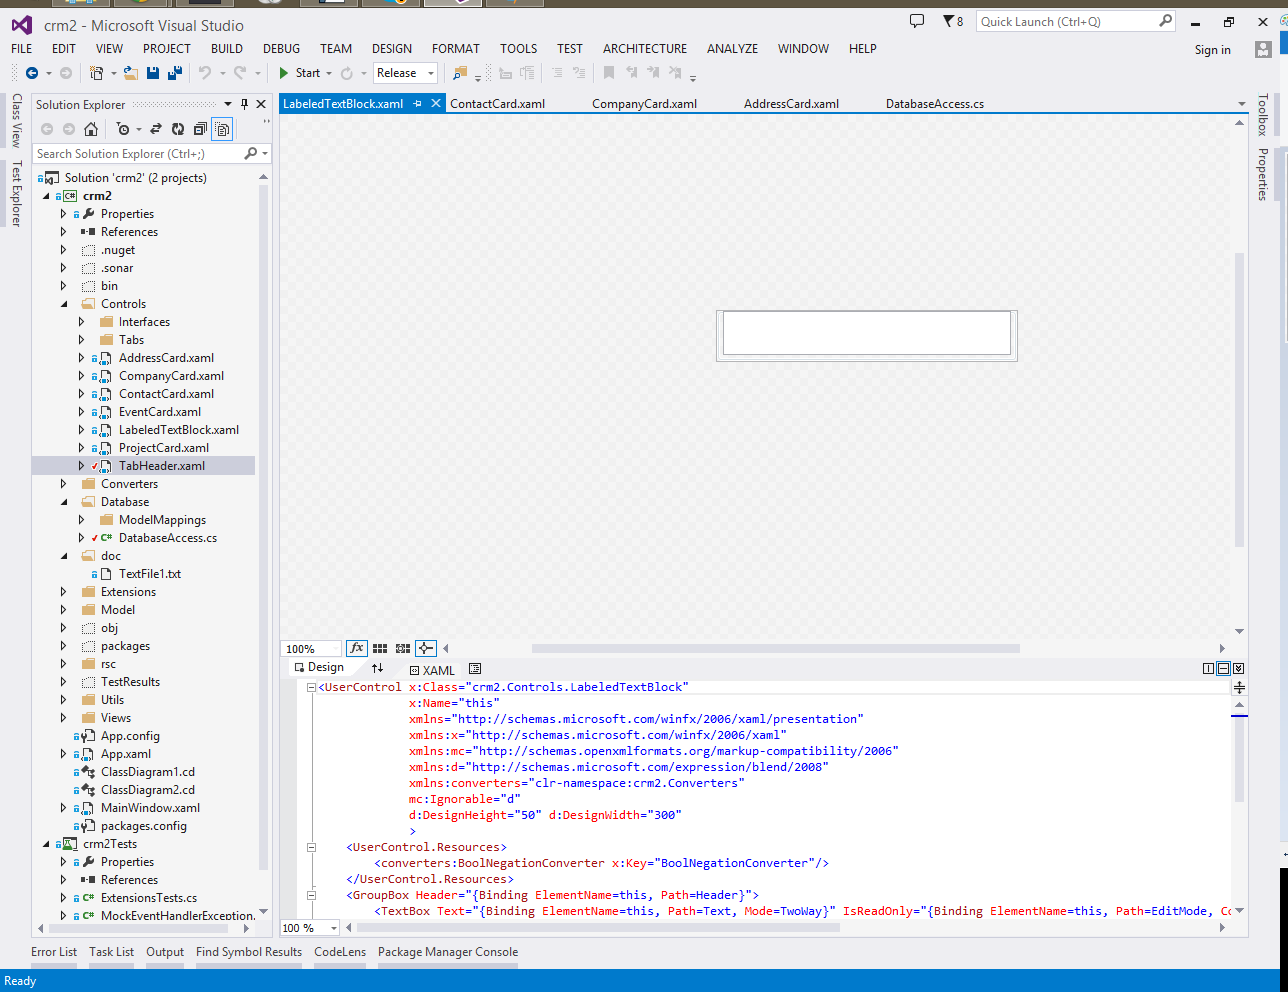 crm2 - Microsoft Visual Studio
8
Quick Launch (Ctrl+Q)
FILE EDIT VIEW PROJECT BUILD DEBUG TEAM DESIGN FORMAT TOOLS TEST ARCHITECTURE ANALYZE WINDOW HELP
Sign in
Start Release
Class View
Test Explorer
Solution Explorer
Search Solution Explorer (Ctrl+;)
Solution 'crm2' (2 projects)
C# crm2
Properties
References
.nuget
.sonar
bin
Controls
Interfaces
Tabs
AddressCard.xaml
CompanyCard.xaml
ContactCard.xaml
EventCard.xaml
LabeledTextBlock.xaml
ProjectCard.xaml
TabHeader.xaml
Converters
Database
ModelMappings
C# DatabaseAccess.cs
doc
TextFile1.txt
Extensions
Model
obj
packages
rsc
TestResults
Utils
Views
App.config
App.xaml
ClassDiagram1.cd
ClassDiagram2.cd
MainWindow.xaml
packages.config
crm2Tests
Properties
References
C# ExtensionsTests.cs
C# MockEventHandlerException.
LabeledTextBlock.xaml ContactCard.xaml CompanyCard.xaml AddressCard.xaml DatabaseAccess.cs
Toolbox
Properties
100% fx
Design XAML
<UserControl x:Class="crm2.Controls.LabeledTextBlock"
x:Name="this"
xmlns="http://schemas.microsoft.com/winfx/2006/xaml/presentation"
xmlns:x="http://schemas.microsoft.com/winfx/2006/xaml"
xmlns:mc="http://schemas.openxmlformats.org/markup-compatibility/2006"
xmlns:d="http://schemas.microsoft.com/expression/blend/2008"
xmlns:converters="clr-namespace:crm2.Converters"
mc:Ignorable="d"
d:DesignHeight="50" d:DesignWidth="300"
>
<UserControl.Resources>
<converters:BoolNegationConverter x:Key="BoolNegationConverter"/>
</UserControl.Resources>
<GroupBox Header="{Binding ElementName=this, Path=Header}">
<TextBox Text="{Binding ElementName=this, Path=Text, Mode=TwoWay}" IsReadOnly="{Binding ElementName=this, Path=EditMode, Co
100 %
Error List Task List Output Find Symbol Results CodeLens Package Manager Console
Ready